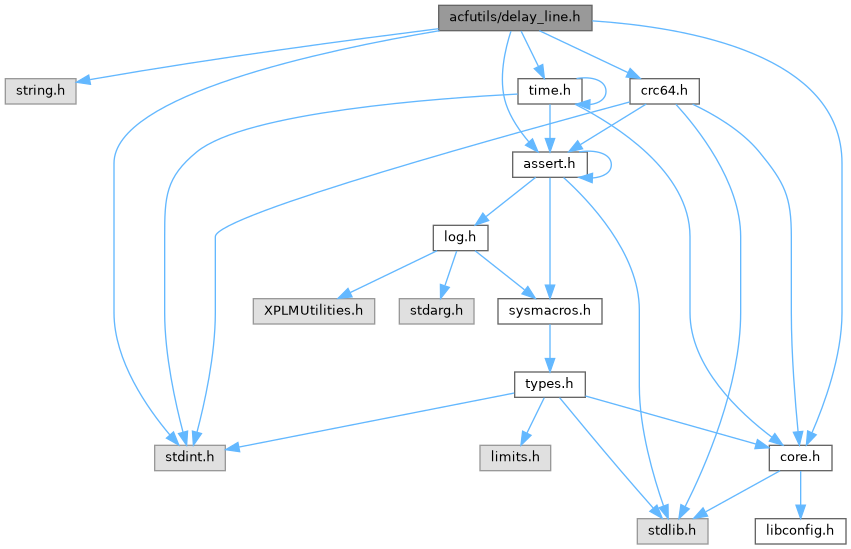 acfutils/delay_line.h
string.h
time.h
crc64.h
assert.h
log.h
XPLMUtilities.h
stdarg.h
sysmacros.h
types.h
stdint.h
limits.h
core.h
stdlib.h
libconfig.h